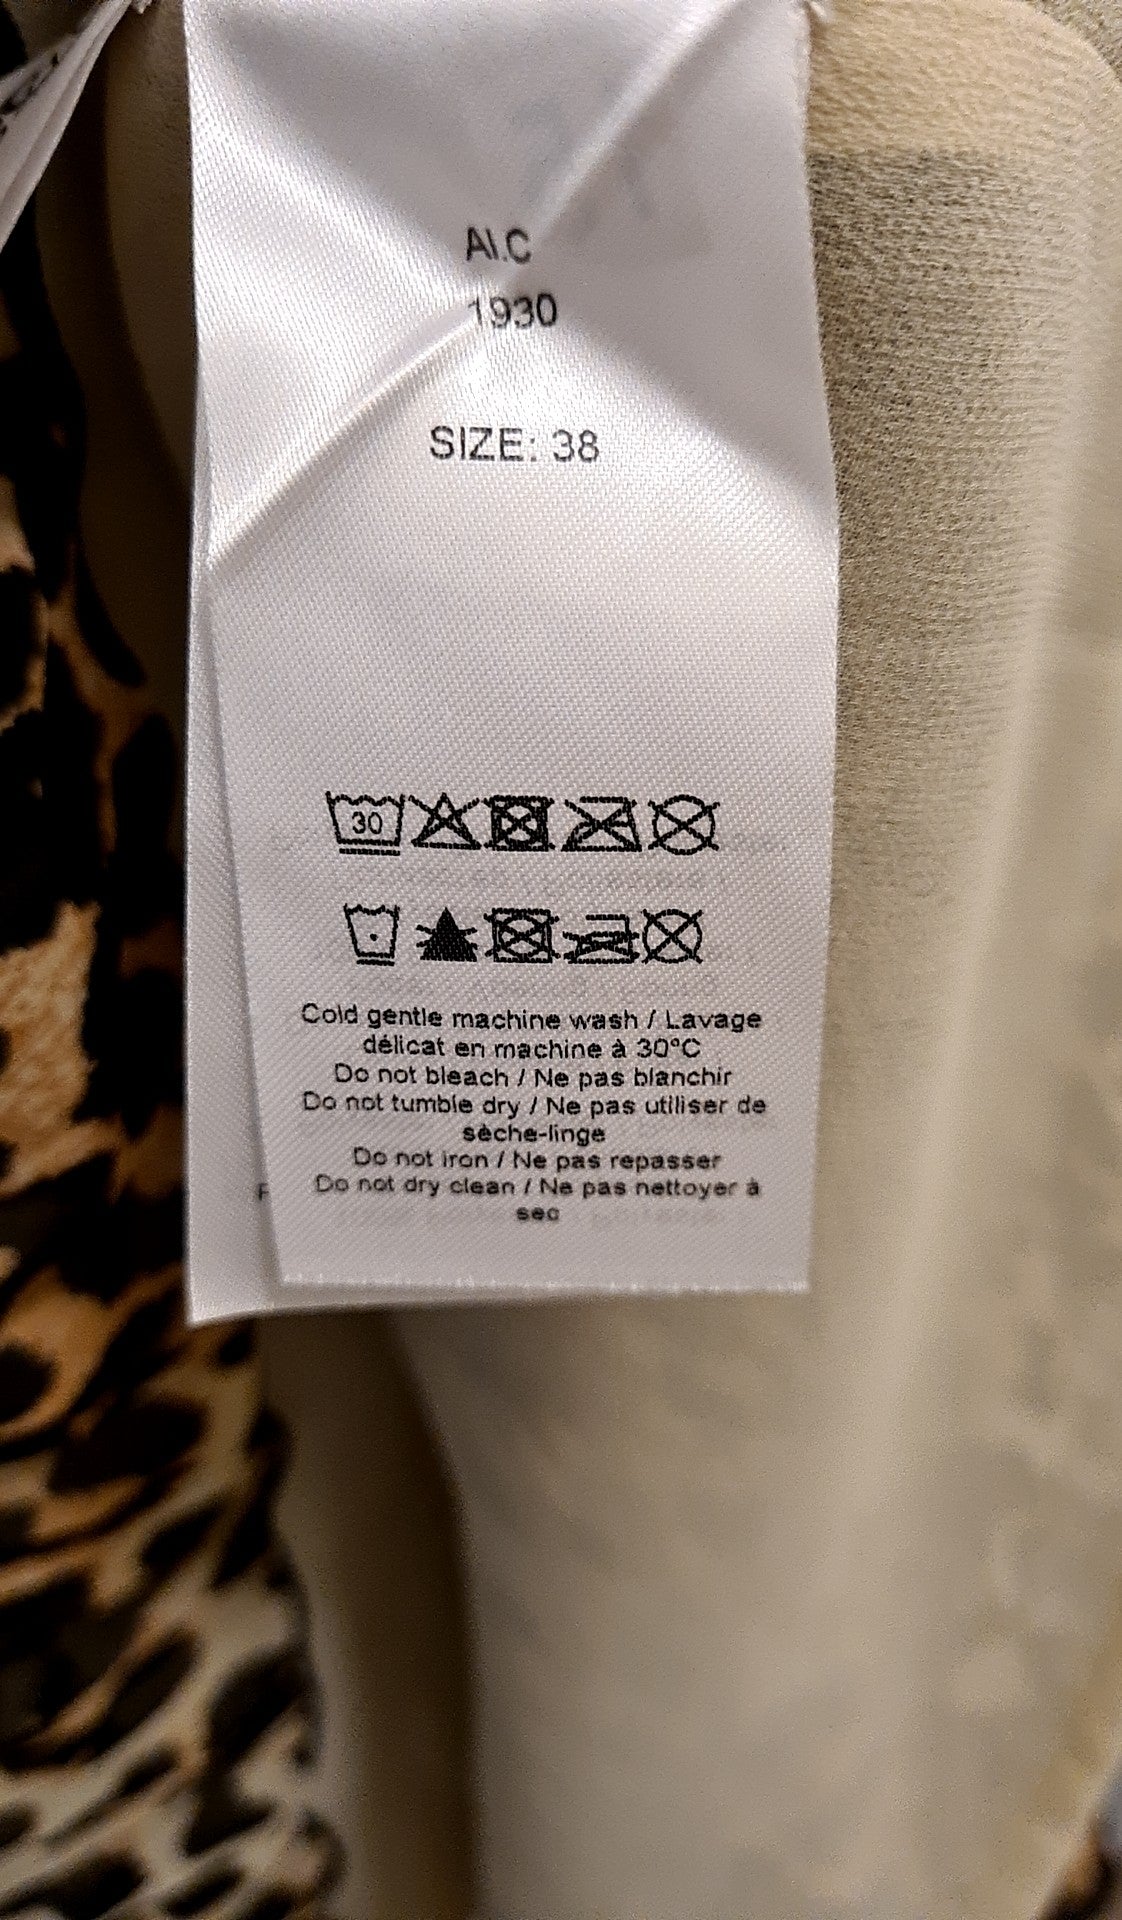 AI.C
1930
SIZE: 38
30
Cold gentle machine wash / Lavage
délicat en machine à 30°C
Do not bleach / Ne pas blanchir
Do not tumble dry / Ne pas utiliser de
sèche-linge
Do not iron / Ne pas repasser
Do not dry clean / Ne pas nettoyer à
sec
F